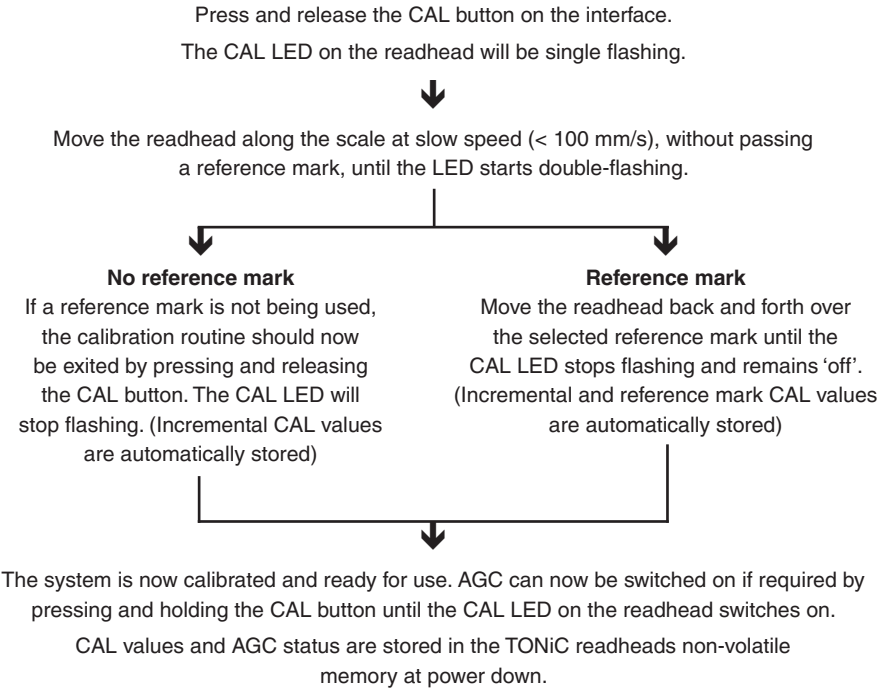 Press and release the CAL button on the interface.
The CAL LED on the readhead will be single flashing.
Move the readhead along the scale at slow speed (< 100 mm/s), without passing
a reference mark, until the LED starts double-flashing.
No reference mark
If a reference mark is not being used,
the calibration routine should now
be exited by pressing and releasing
the CAL button. The CAL LED will
stop flashing. (Incremental CAL values
are automatically stored)
Reference mark
Move the readhead back and forth over
the selected reference mark until the
CAL LED stops flashing and remains ‘off’.
(Incremental and reference mark CAL values
are automatically stored)
The system is now calibrated and ready for use. AGC can now be switched on if required by
pressing and holding the CAL button until the CAL LED on the readhead switches on.
CAL values and AGC status are stored in the TONiC readheads non-volatile
memory at power down.